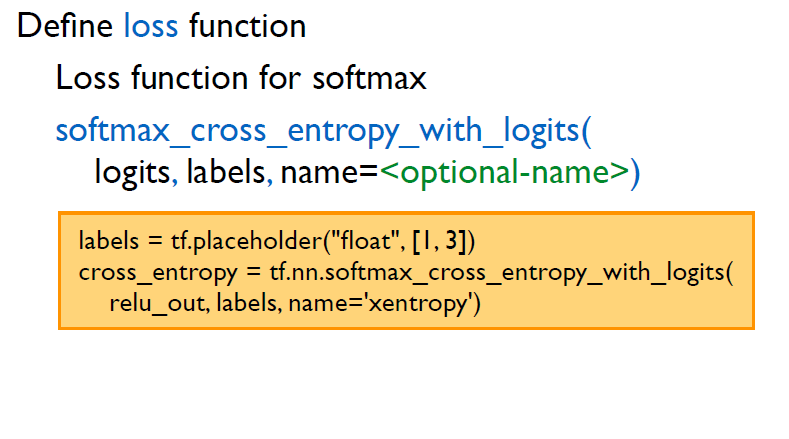 Define loss function
Loss function for softmax
softmax_cross_entropy_with_logits(
logits, labels, name=<optional-name>)
labels = tf.placeholder("float", [1, 3])
cross_entropy = tf.nn.softmax_cross_entropy_with_logits(
relu_out, labels, name='xentropy')